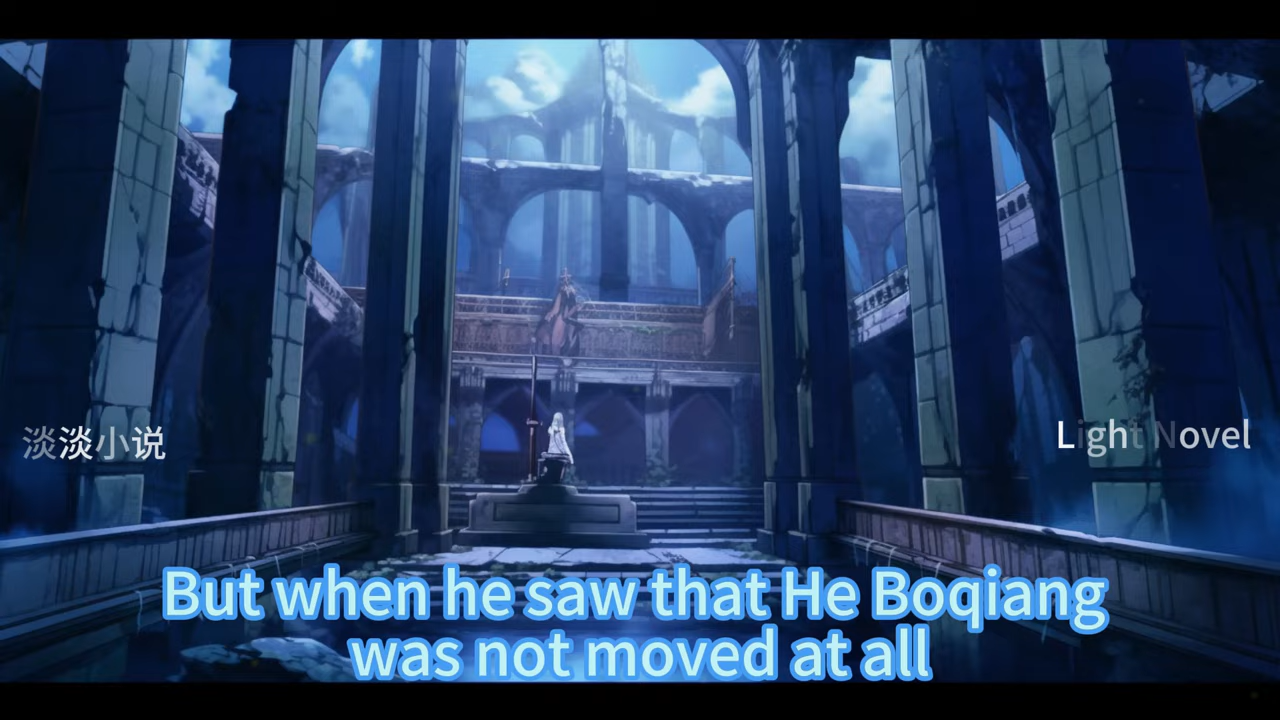 淡淡小说
Light Novel
But when he saw that He Boqiang
was not moved at all